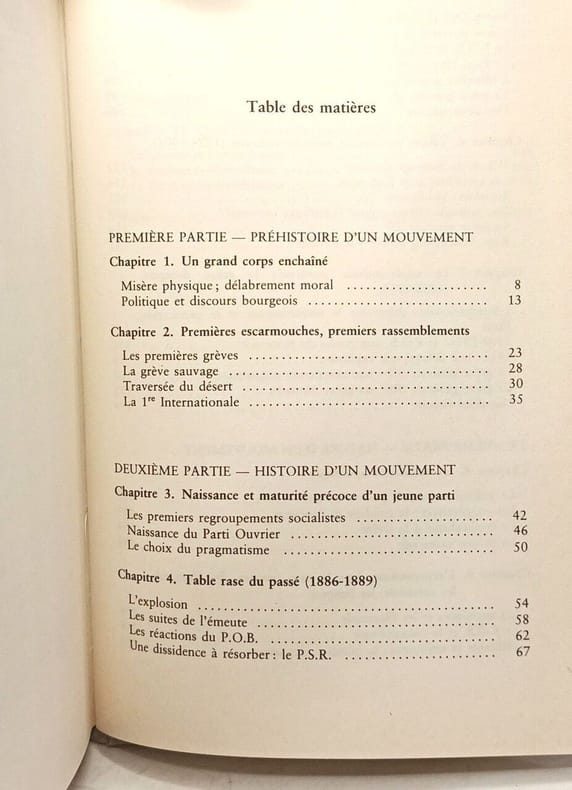 Table des matières
PREMIÈRE PARTIE — PRÉHISTOIRE D'UN MOUVEMENT
Chapitre 1. Un grand corps enchaîné
Misère physique ; délabrement moral ..................... 8
Politique et discours bourgeois ........................... 13
Chapitre 2. Premières escarmouches, premiers rassemblements
Les premières grèves .................................... 23
La grève sauvage ....................................... 28
Traversée du désert ..................................... 30
La 1re Internationale .................................... 35
DEUXIÈME PARTIE — HISTOIRE D'UN MOUVEMENT
Chapitre 3. Naissance et maturité précoce d'un jeune parti
Les premiers regroupements socialistes .................... 42
Naissance du Parti Ouvrier .............................. 46
Le choix du pragmatisme ............................... 50
Chapitre 4. Table rase du passé (1886-1889)
L'explosion ............................................ 54
Les suites de l'émeute ................................... 58
Les réactions du P.O.B. ................................. 62
Une dissidence à résorber : le P.S.R. ...................... 67